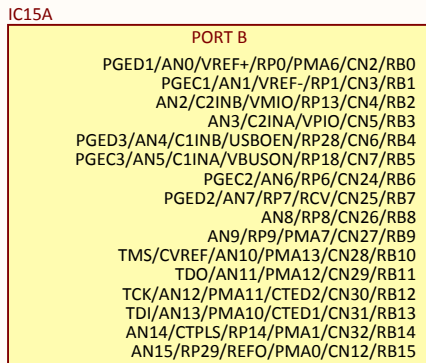 IC15A
PORT B
PGED1/AN0/VREF+/RP0/PMA6/CN2/RB0
PGEC1/AN1/VREF-/RP1/CN3/RB1
AN2/C2INB/VMIO/RP13/CN4/RB2
AN3/C2INA/VPIO/CN5/RB3
PGED3/AN4/C1INB/USBOEN/RP28/CN6/RB4
PGEC3/AN5/C1INA/VBUSON/RP18/CN7/RB5
PGEC2/AN6/RP6/CN24/RB6
PGED2/AN7/RP7/RCV/CN25/RB7
AN8/RP8/CN26/RB8
AN9/RP9/PMA7/CN27/RB9
TMS/CVREF/AN10/PMA13/CN28/RB10
TDO/AN11/PMA12/CN29/RB11
TCK/AN12/PMA11/CTED2/CN30/RB12
TDI/AN13/PMA10/CTED1/CN31/RB13
AN14/CTPLS/RP14/PMA1/CN32/RB14
AN15/RP29/REFO/PMA0/CN12/RB15